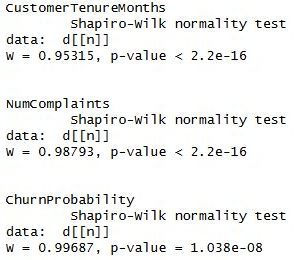 CustomerTenureMonths
Shapiro-Wilk normality test
data:  d[[n]]
W = 0.95315, p-value < 2.2e-16
NumComplaints
Shapiro-Wilk normality test
data:  d[[n]]
W = 0.98793, p-value < 2.2e-16
ChurnProbability
Shapiro-Wilk normality test
data:  d[[n]]
W = 0.99687, p-value = 1.038e-08